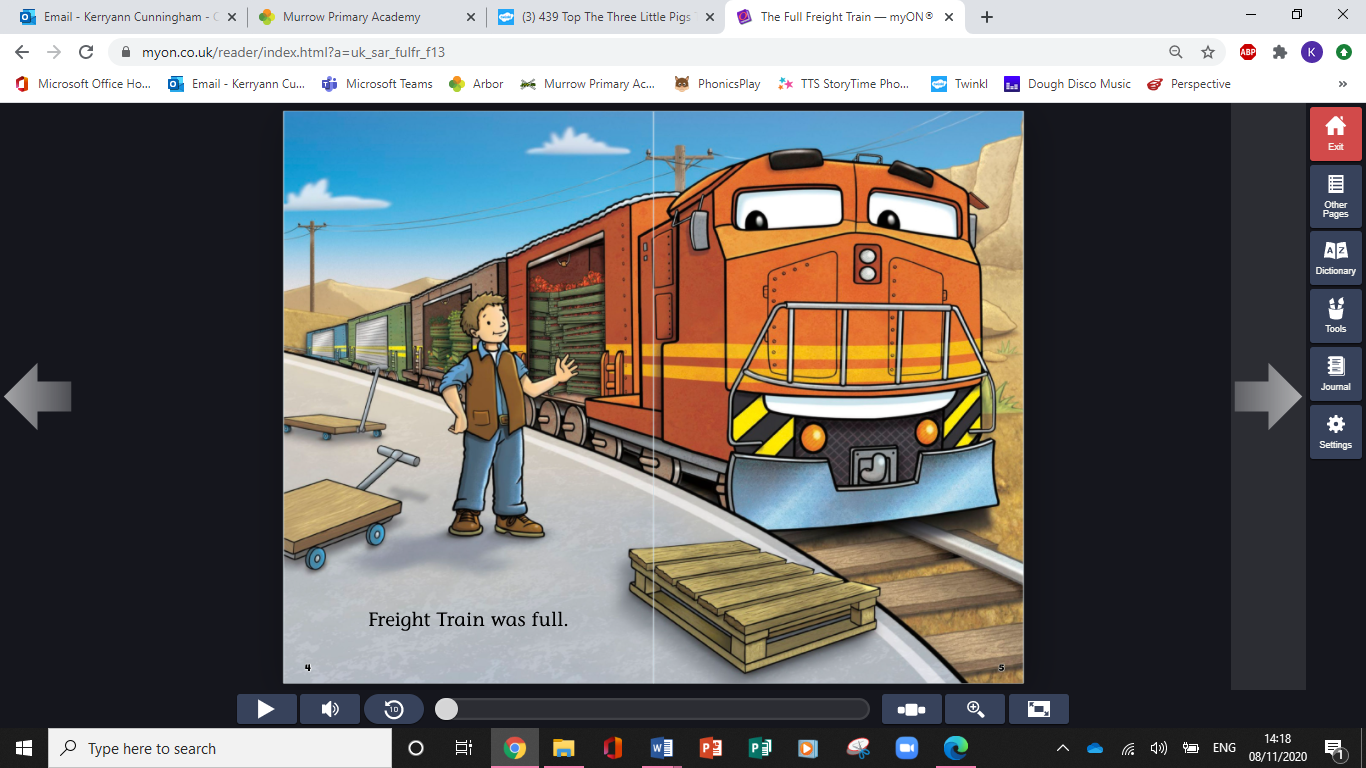 Email - Kerryann Cunningham - C
Murrow Primary Academy
(3) 439 Top The Three Little Pigs
The Full Freight Train — myON®
myon.co.uk/reader/index.html?a=uk_sar_fulfr_f13
ABP
K
Microsoft Office Ho...
Email - Kerryann Cu...
Microsoft Teams
Arbor
Murrow Primary Ac...
PhonicsPlay
TTS StoryTime Pho...
Twinkl
Dough Disco Music
Perspective
»
Exit
Other
Pages
A Z
Dictionary
Tools
Journal
Settings
Freight Train was full.
4
5
10
Type here to search
ENG
14:18
08/11/2020
1